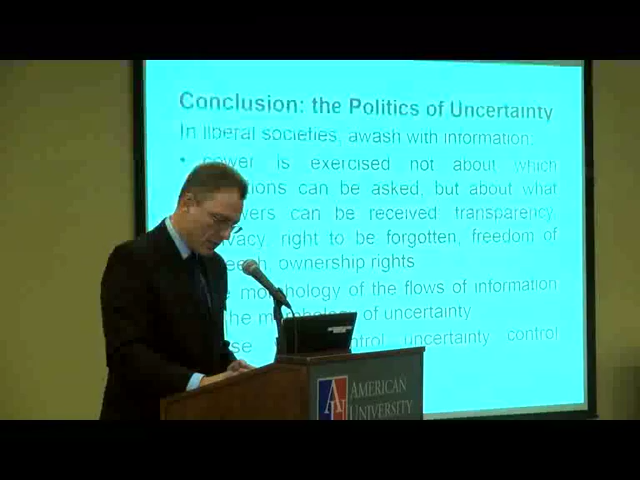 Conclusion: the Politics of Uncertainty
In liberal societies, awash with information:
• power is exercised not about which
can be asked, but about what
can be received: transparency,
right to be forgotten, freedom of
ownership rights
morphology of the flows of information
of uncertainty
uncertainty control
AMERICAN
UNIVERSITY